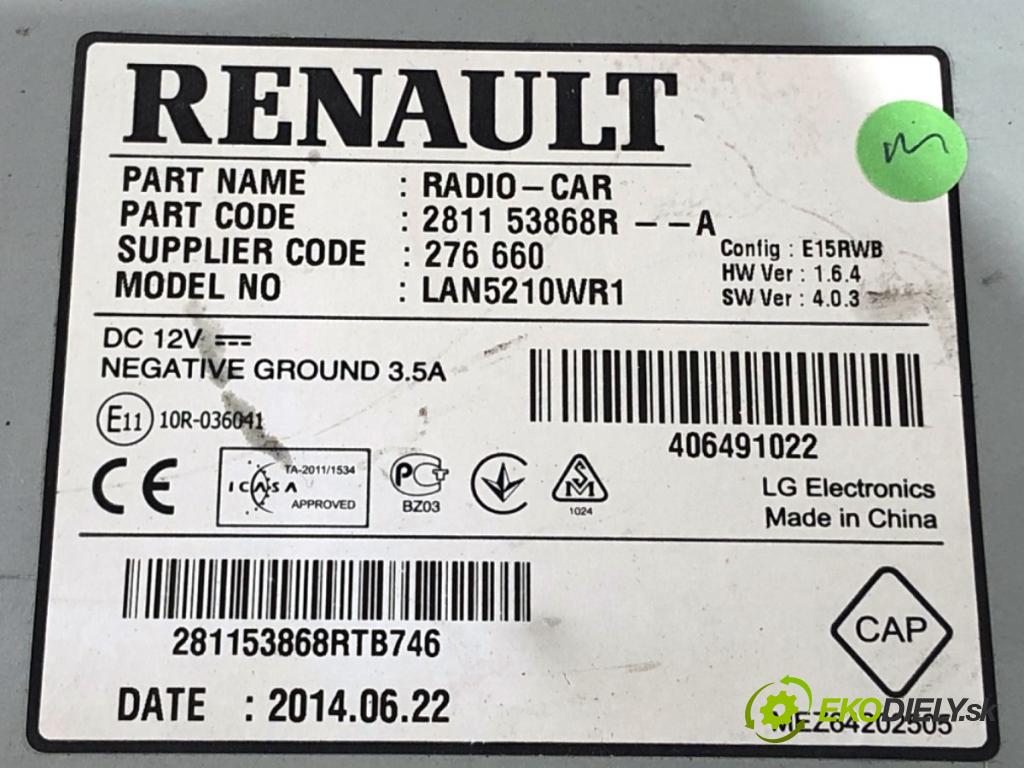 RENAULT
PART NAME : RADIO-CAR
PART CODE : 2811 53868R --A
SUPPLIER CODE : 276 660
MODEL NO : LAN5210WR1
Config : E15RWB
HW Ver : 1.6.4
SW Ver : 4.0.3
DC 12V
NEGATIVE GROUND 3.5A
E11 10R-036041
406491022
CE
TA-2011/1534
ICASA
APPROVED
BZ03
SM
1024
LG Electronics
Made in China
281153868RTB746
CAP
DATE : 2014.06.22
MEZ64202505
EKODIELY.sk